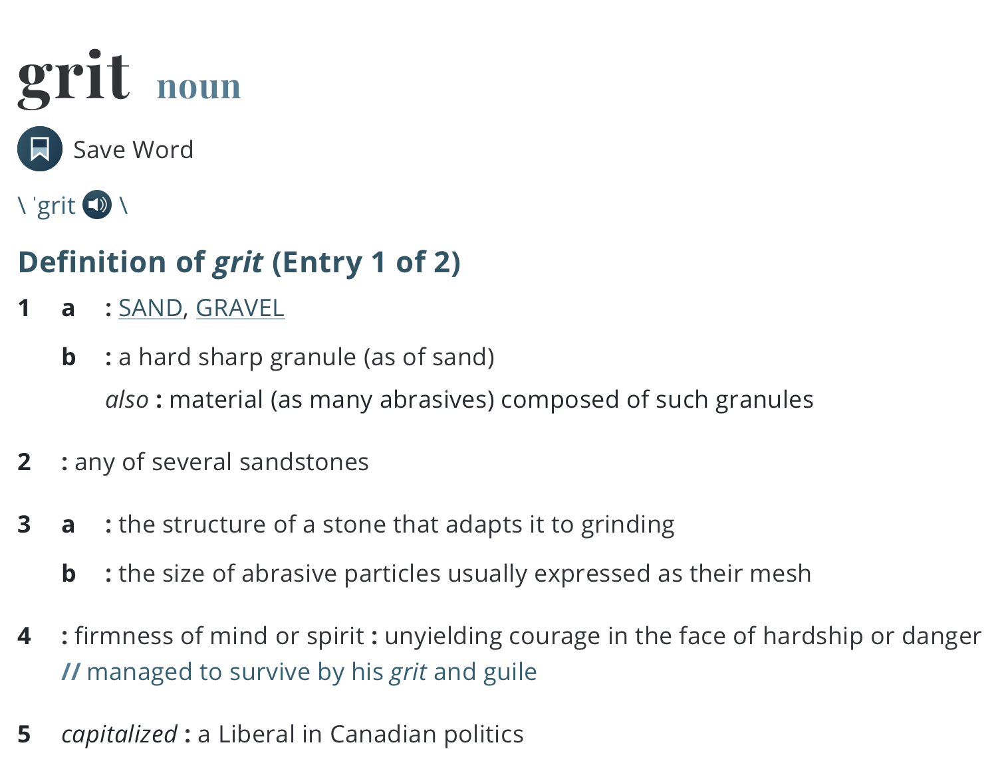 grit noun
Save Word
\ ˈgrit \
Definition of grit (Entry 1 of 2)
1 a : SAND, GRAVEL
b : a hard sharp granule (as of sand)
also : material (as many abrasives) composed of such granules
2 : any of several sandstones
3 a : the structure of a stone that adapts it to grinding
b : the size of abrasive particles usually expressed as their mesh
4 : firmness of mind or spirit : unyielding courage in the face of hardship or danger
// managed to survive by his grit and guile
5 capitalized : a Liberal in Canadian politics